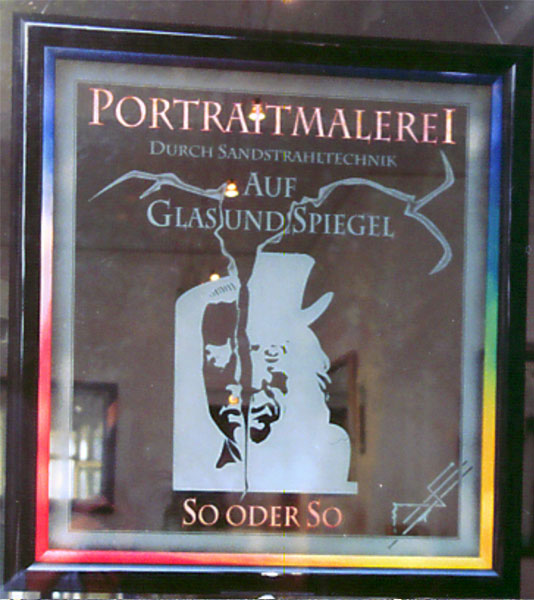 PORTRAITMALEREI
DURCH SANDSTRAHLTECHNIK
AUF
GLAS UND SPIEGEL
SO ODER SO